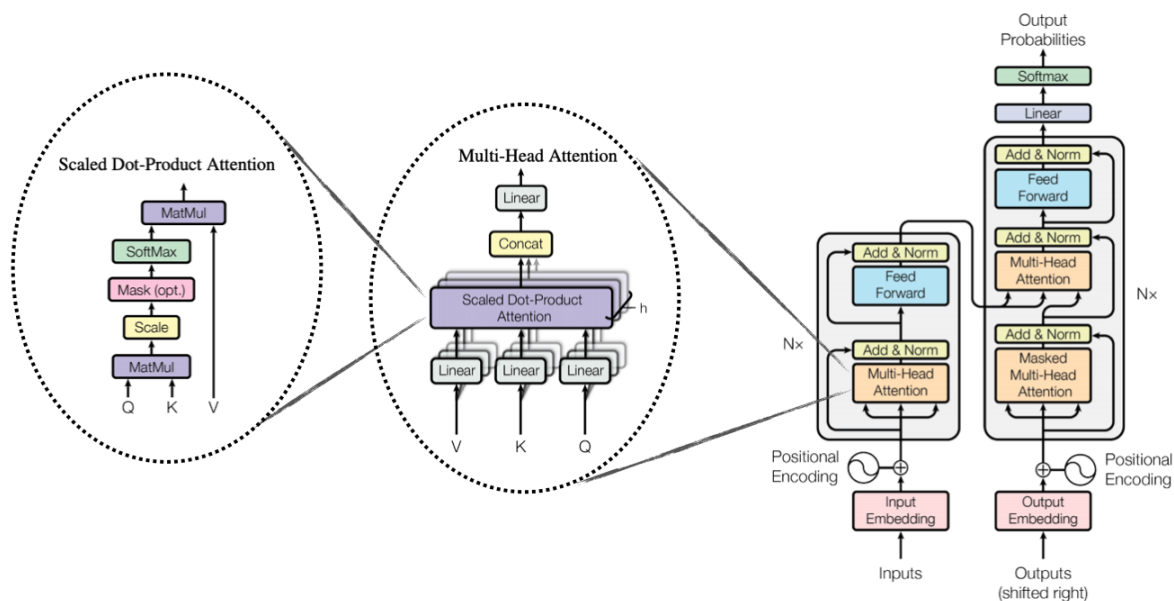 Scaled Dot-Product Attention
MatMul
SoftMax
Mask (opt.)
Scale
MatMul
Q K V
Multi-Head Attention
Linear
Concat
Scaled Dot-Product
Attention
h
Linear Linear Linear
V K Q
Output
Probabilities
Softmax
Linear
Add & Norm
Feed
Forward
Add & Norm
Multi-Head
Attention
Add & Norm
Masked
Multi-Head
Attention
Nx
Add & Norm
Feed
Forward
Nx
Add & Norm
Multi-Head
Attention
Positional
Encoding
Positional
Encoding
Input
Embedding
Output
Embedding
Inputs
Outputs
(shifted right)